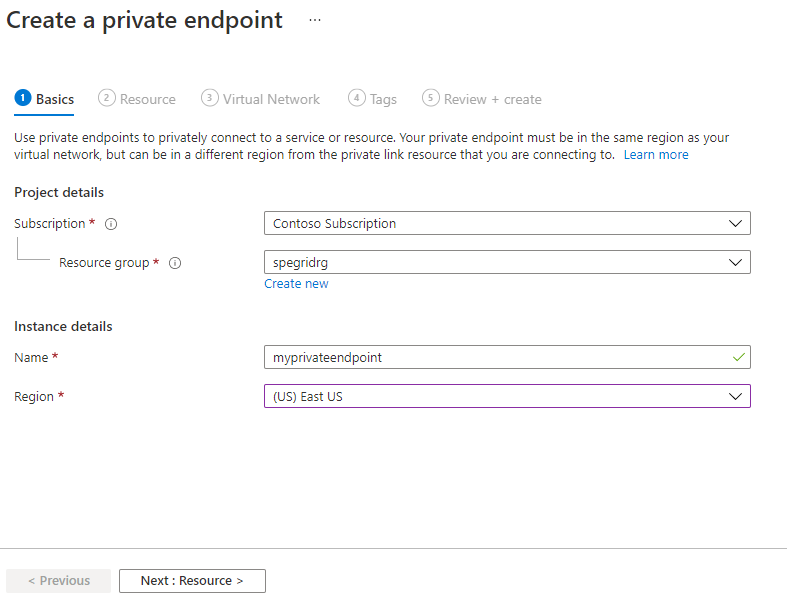 Create a private endpoint ...
1 Basics 2 Resource 3 Virtual Network 4 Tags 5 Review + create
Use private endpoints to privately connect to a service or resource. Your private endpoint must be in the same region as your
virtual network, but can be in a different region from the private link resource that you are connecting to. Learn more
Project details
Subscription * Contoso Subscription
Resource group * spegridrg
Create new
Instance details
Name * myprivateendpoint
Region * (US) East US
< Previous Next : Resource >